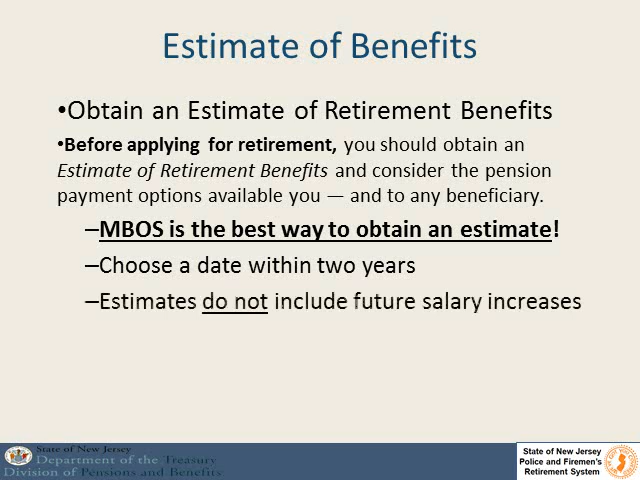 Estimate of Benefits
•Obtain an Estimate of Retirement Benefits
•Before applying for retirement, you should obtain an
Estimate of Retirement Benefits and consider the pension
payment options available you — and to any beneficiary.
–MBOS is the best way to obtain an estimate!
–Choose a date within two years
–Estimates do not include future salary increases
State of New Jersey
Department of the Treasury
Division of Pensions and Benefits
State of New Jersey
Police and Firemen's
Retirement System